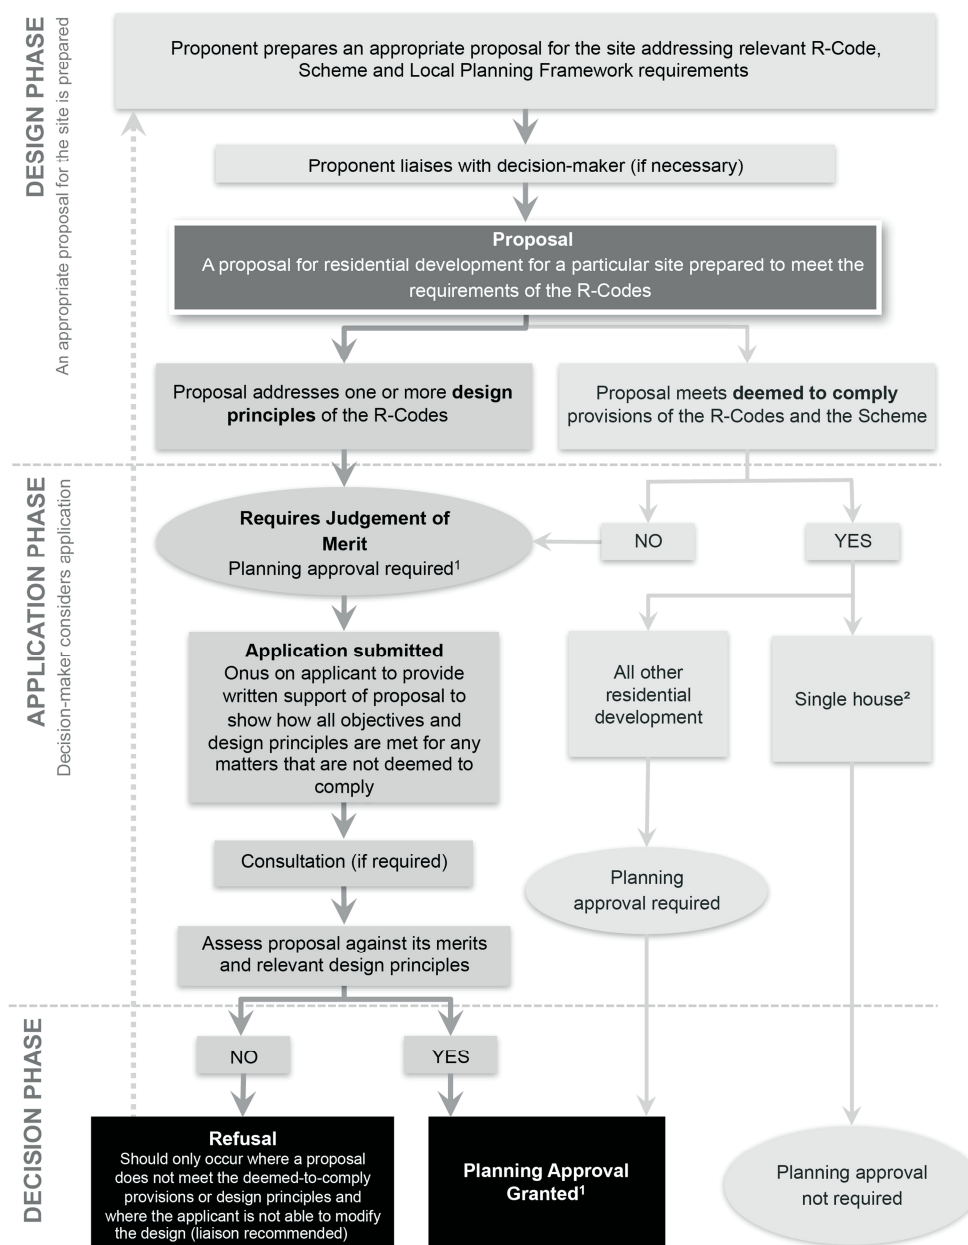 DESIGN PHASE
An appropriate proposal for the site is prepared
Proponent prepares an appropriate proposal for the site addressing relevant R-Code,
Scheme and Local Planning Framework requirements
Proponent liaises with decision-maker (if necessary)
Proposal
A proposal for residential development for a particular site prepared to meet the
requirements of the R-Codes
Proposal addresses one or more design
principles of the R-Codes
Proposal meets deemed to comply
provisions of the R-Codes and the Scheme
APPLICATION PHASE
Decision-maker considers application
Requires Judgement of
Merit
Planning approval required¹
NO
YES
Application submitted
Onus on applicant to provide
written support of proposal to
show how all objectives and
design principles are met for any
matters that are not deemed to
comply
All other
residential
development
Single house²
Consultation (if required)
Planning
approval required
Assess proposal against its merits
and relevant design principles
DECISION PHASE
NO
YES
Refusal
Should only occur where a proposal
does not meet the deemed-to-comply
provisions or design principles and
where the applicant is not able to modify
the design (liaison recommended)
Planning Approval
Granted¹
Planning approval
not required